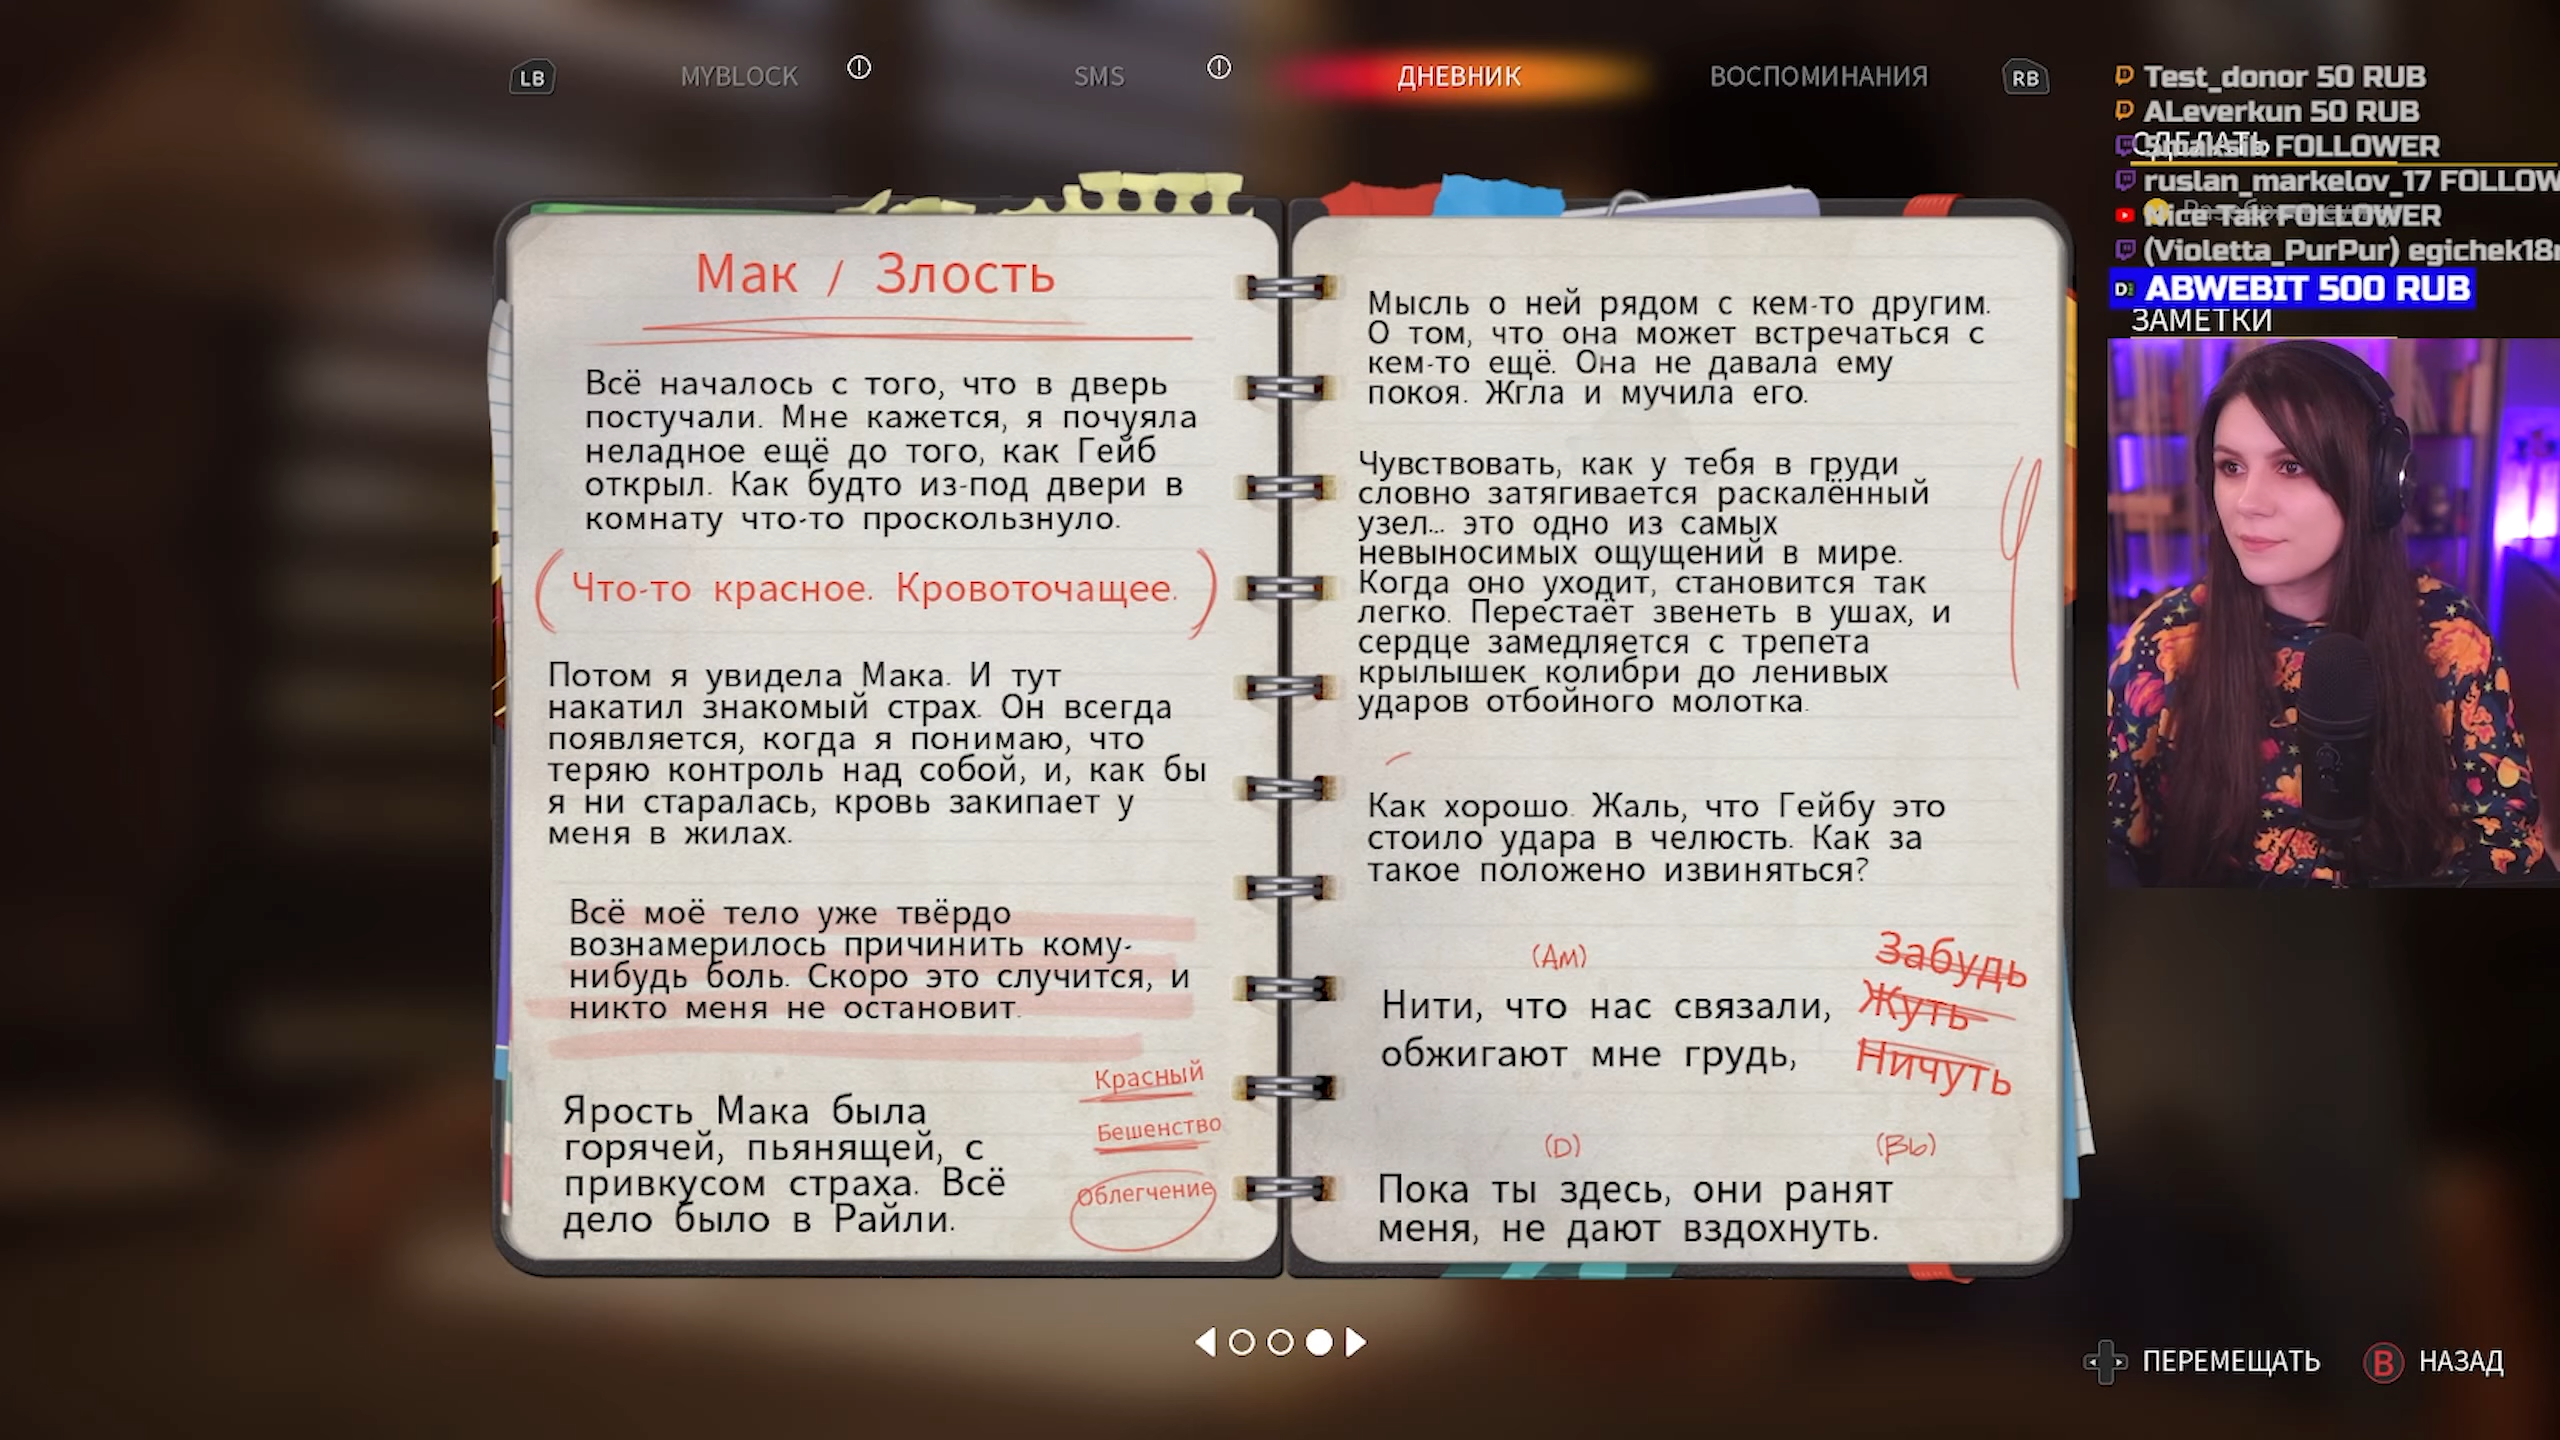 LB
MYBLOCK
SMS
ДНЕВНИК
ВОСПОМИНАНИЯ
RB
Мак / Злость
Всё началось с того, что в дверь
постучали. Мне кажется, я почуяла
неладное ещё до того, как Гейб
открыл. Как будто из-под двери в
комнату что-то проскользнуло.
(Что-то красное. Кровоточащее.)
Потом я увидела Мака. И тут
накатил знакомый страх. Он всегда
появляется, когда я понимаю, что
теряю контроль над собой, и, как бы
я ни старалась, кровь закипает у
меня в жилах.
Всё моё тело уже твёрдо
вознамерилось причинить кому-
нибудь боль. Скоро это случится, и
никто меня не остановит.
Ярость Мака была
горячей, пьянящей, с
привкусом страха. Всё
дело было в Райли.
Красный
Бешенство
Облегчение
Мысль о ней рядом с кем-то другим.
О том, что она может встречаться с
кем-то ещё. Она не давала ему
покоя. Жгла и мучила его.
Чувствовать, как у тебя в груди
словно затягивается раскалённый
узел... это одно из самых
невыносимых ощущений в мире.
Когда оно уходит, становится так
легко. Перестаёт звенеть в ушах, и
сердце замедляется с трепета
крылышек колибри до ленивых
ударов отбойного молотка.
Как хорошо. Жаль, что Гейбу это
стоило удара в челюсть. Как за
такое положено извиняться?
(Am)
Нити, что нас связали,
обжигают мне грудь,
Забудь
Жуть
Ничуть
(D)
(Bb)
Пока ты здесь, они ранят
меня, не дают вздохнуть.
Test_donor 50 RUB
ALeverkun 50 RUB
СДЕЛАТЬ
FOLLOWER
ruslan_markelov_17 FOLLOW
Nice Tak FOLLOWER
(Violetta_PurPur) egichek18
ABWEBIT 500 RUB
ЗАМЕТКИ
ПЕРЕМЕЩАТЬ
B
НАЗАД